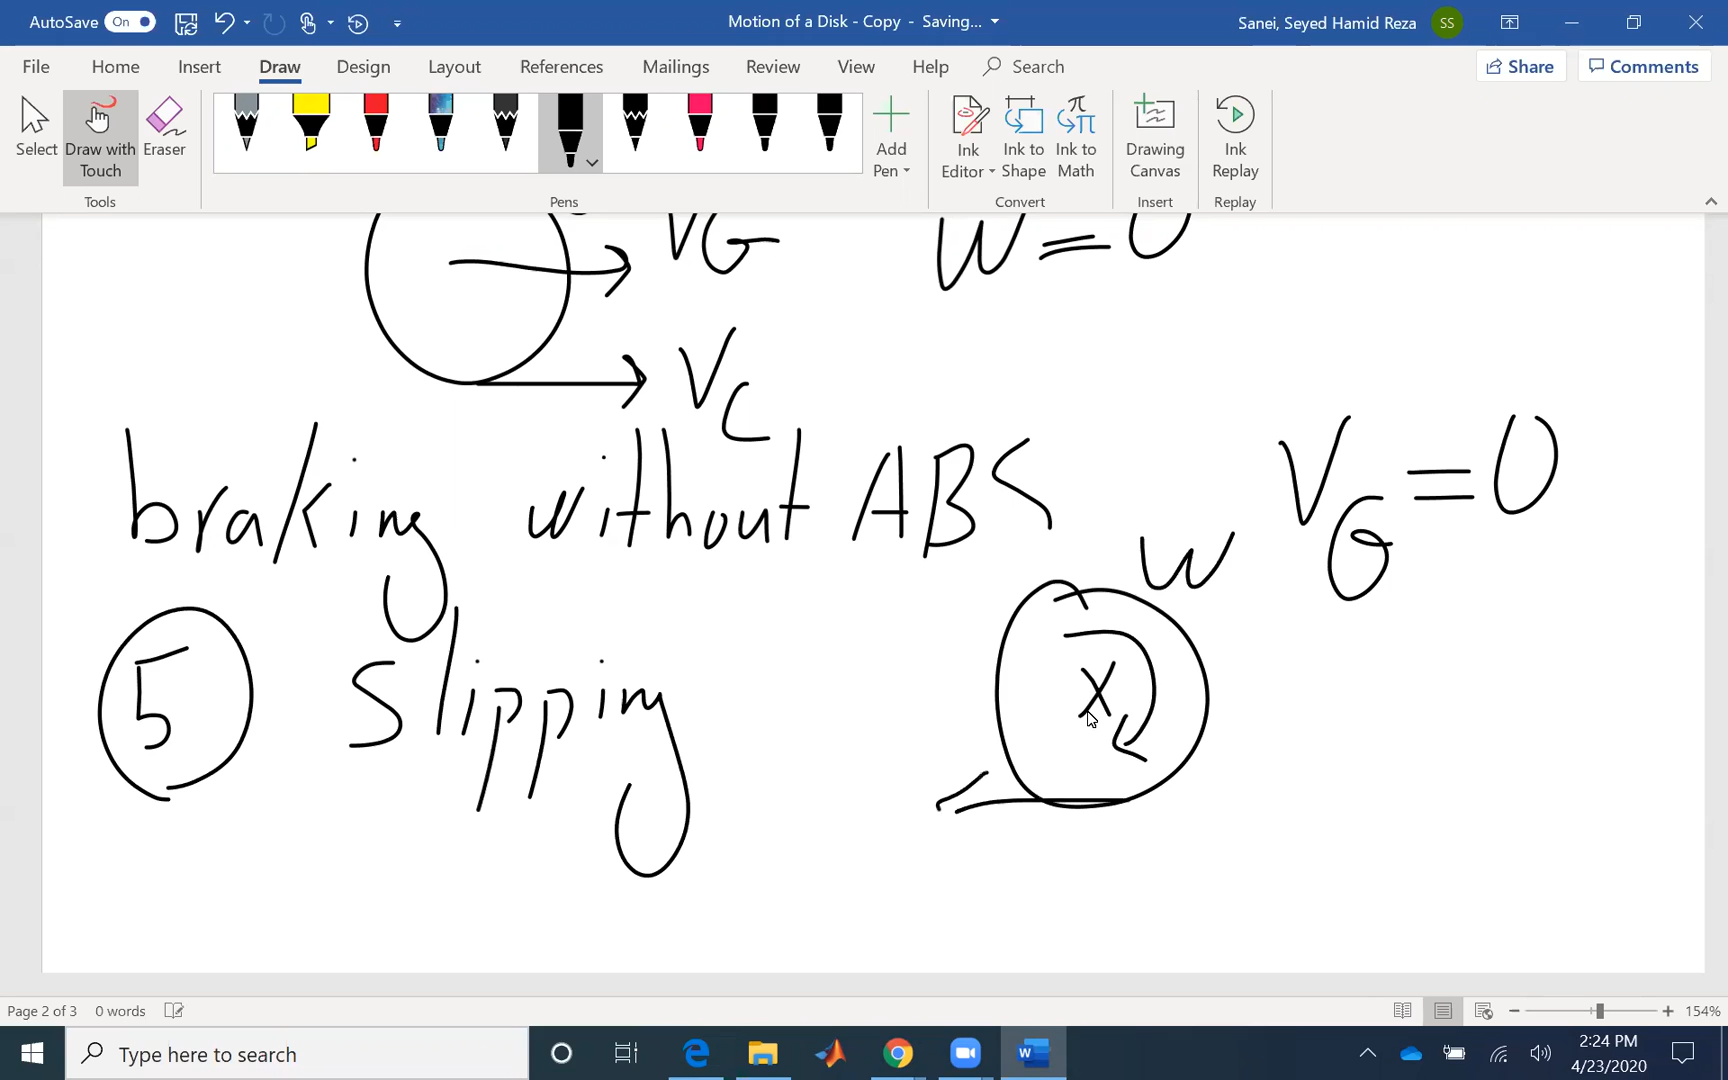 AutoSave On Motion of a Disk - Copy - Saving... Sanei, Seyed Hamid Reza SS
File Home Insert Draw Design Layout References Mailings Review View Help Search Share Comments
Select Draw with Touch Eraser Add Pen Ink Editor Ink to Shape Ink to Math Drawing Canvas Ink Replay
Tools Pens Convert Insert Replay
VG W=0
VC
braking without ABS VG=0
w
5 Slipping X
Page 2 of 3 0 words 154%
Type here to search 2:24 PM
4/23/2020